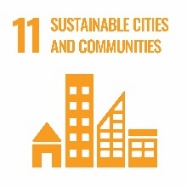 11 SUSTAINABLE CITIES
AND COMMUNITIES